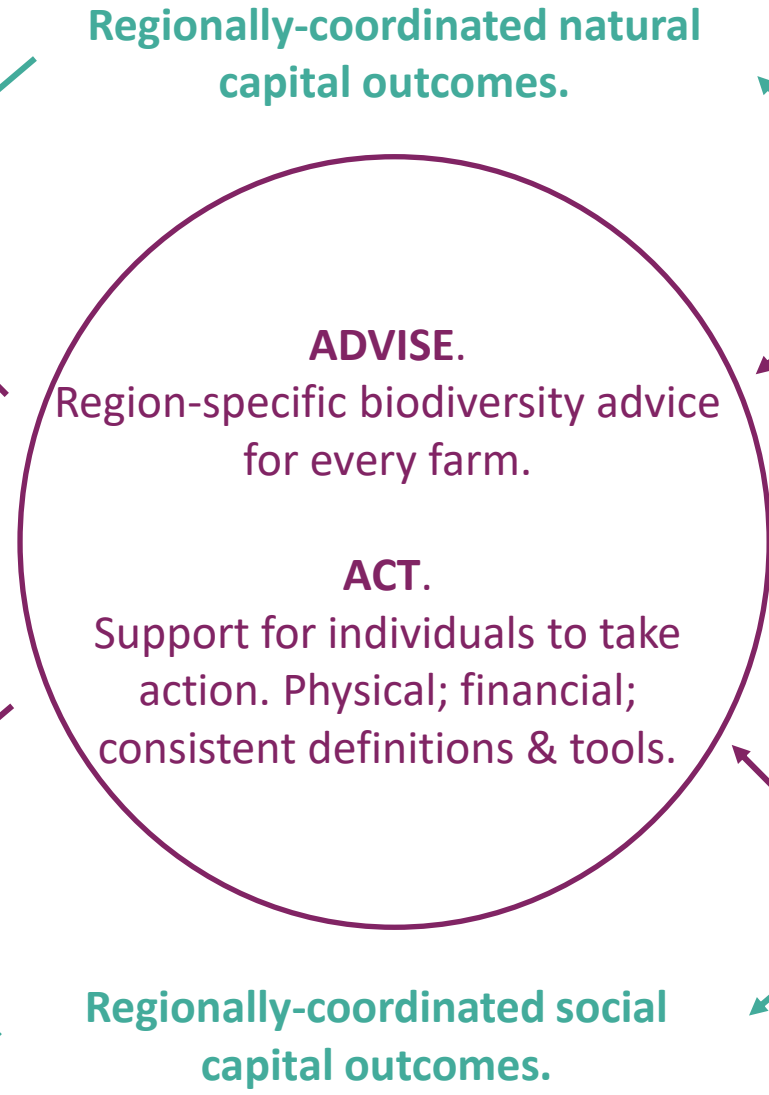 Regionally-coordinated natural
capital outcomes.
ADVISE.
Region-specific biodiversity advice
for every farm.
ACT.
Support for individuals to take
action. Physical; financial;
consistent definitions & tools.
Regionally-coordinated social
capital outcomes.